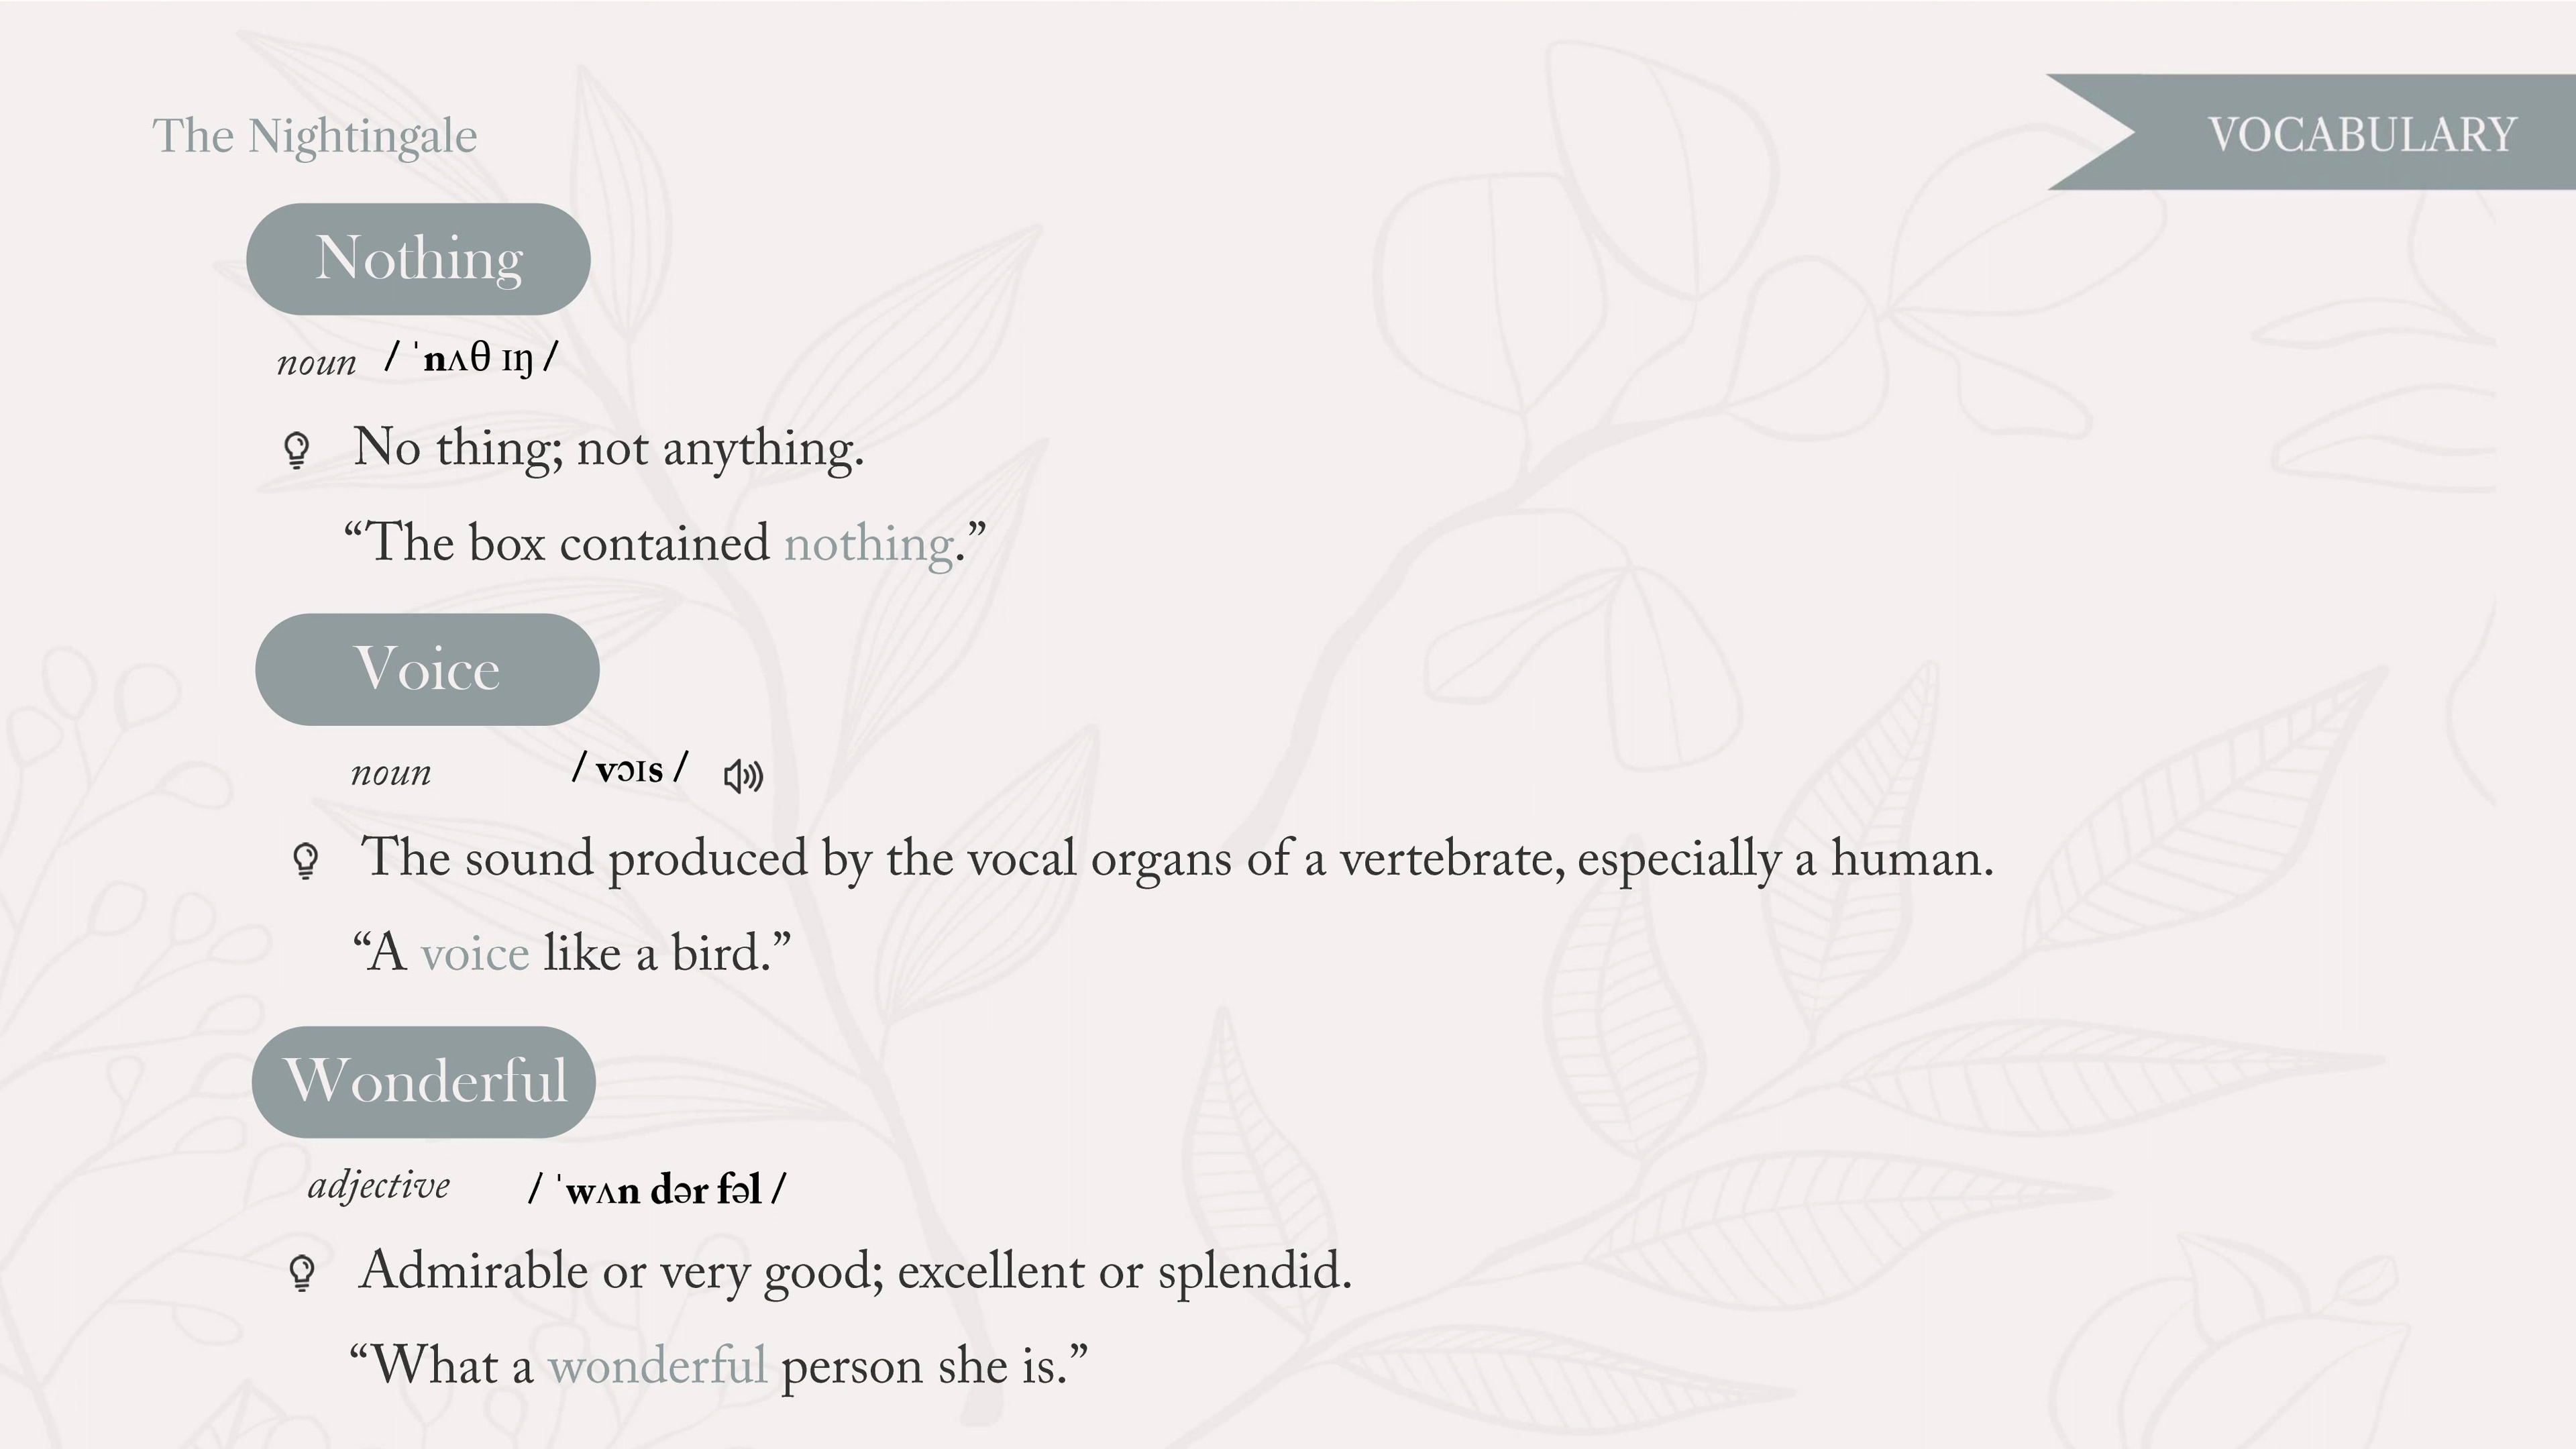 The Nightingale
VOCABULARY
Nothing
noun / ˈnʌθ ɪŋ /
No thing; not anything.
“The box contained nothing.”
Voice
noun / vɔɪs /
The sound produced by the vocal organs of a vertebrate, especially a human.
“A voice like a bird.”
Wonderful
adjective / ˈwʌn dər fəl /
Admirable or very good; excellent or splendid.
“What a wonderful person she is.”